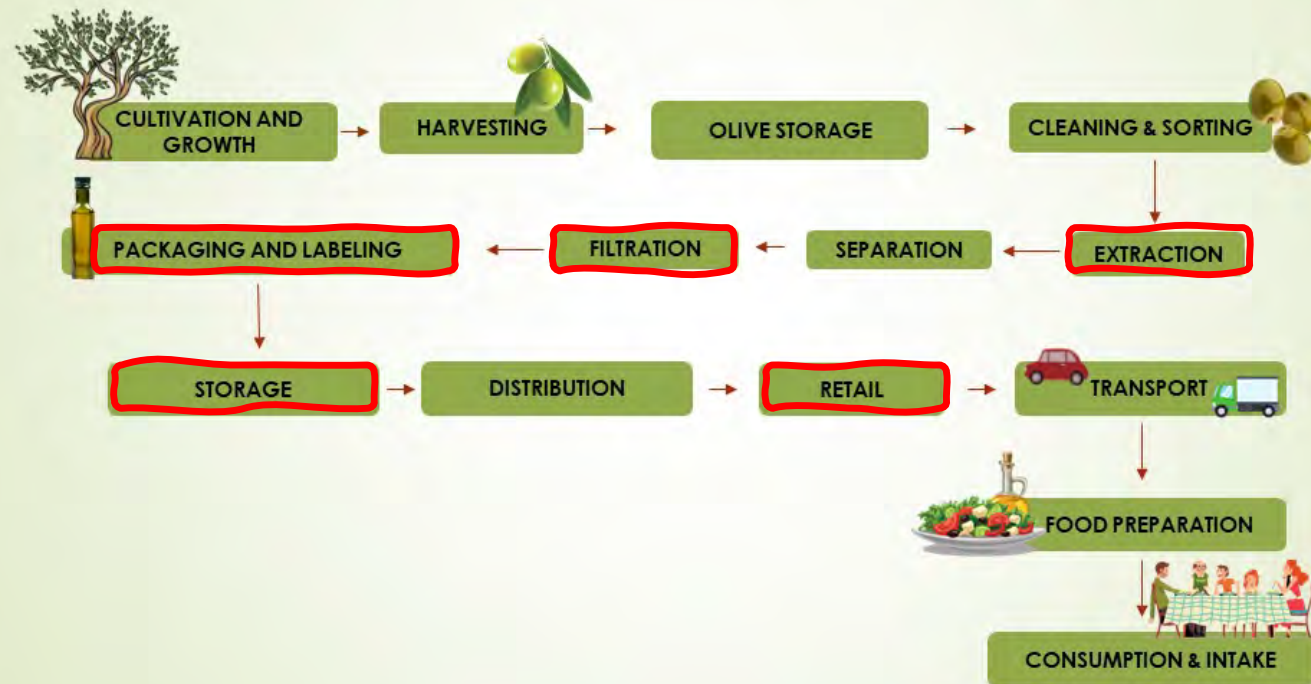 CULTIVATION AND
GROWTH
HARVESTING
OLIVE STORAGE
CLEANING & SORTING
EXTRACTION
SEPARATION
FILTRATION
PACKAGING AND LABELING
STORAGE
DISTRIBUTION
RETAIL
TRANSPORT
FOOD PREPARATION
CONSUMPTION & INTAKE